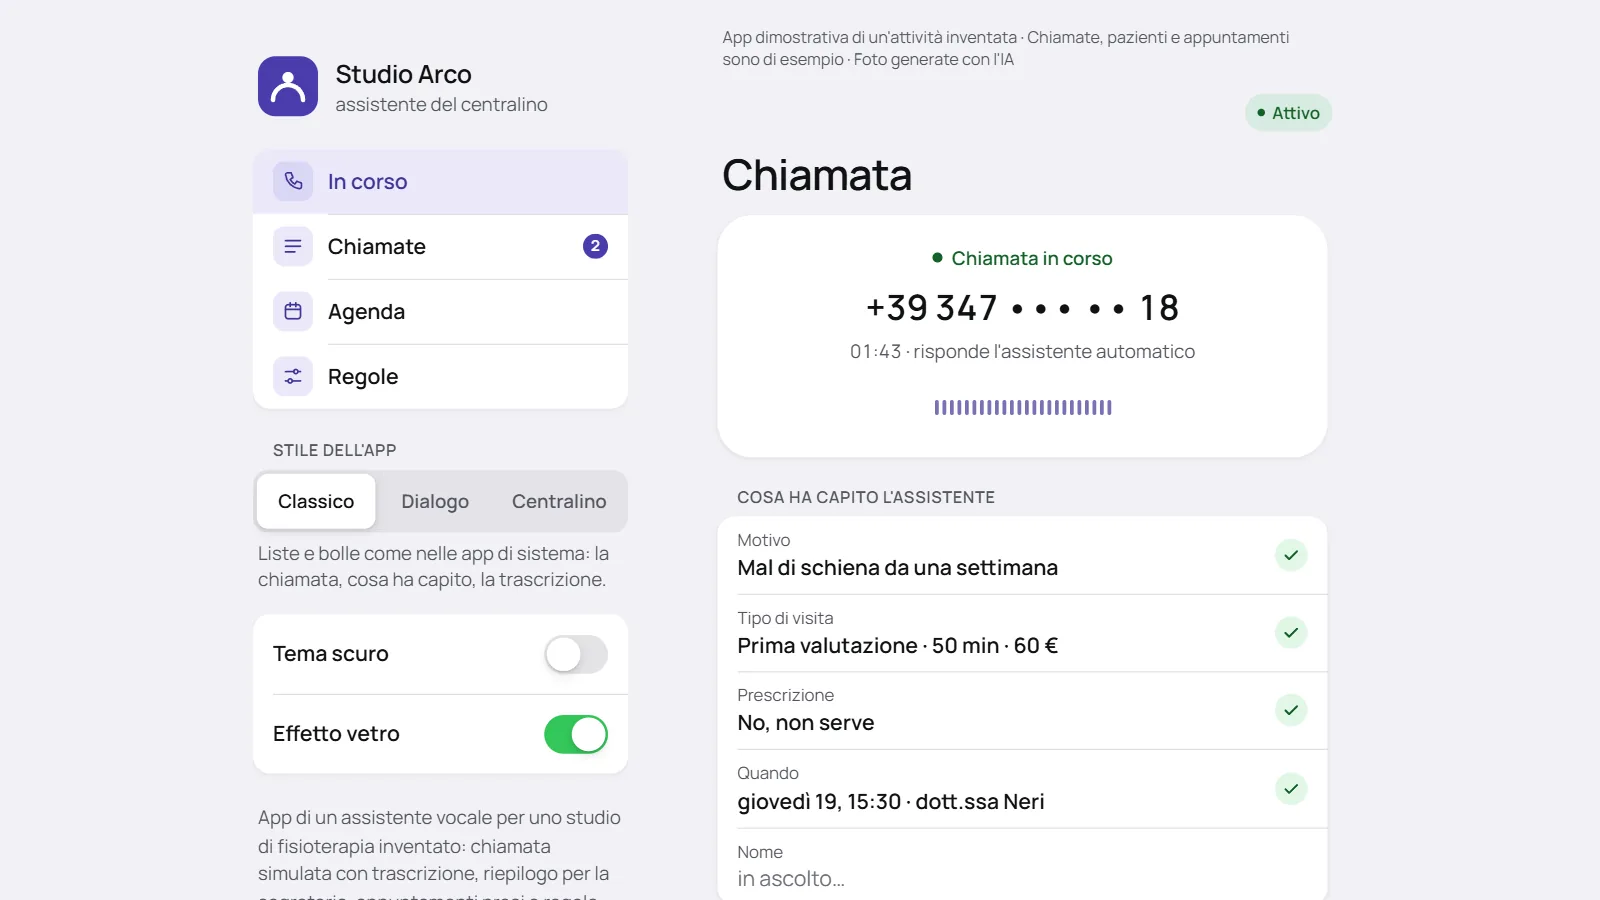 Studio Arco
assistente del centralino
In corso
Chiamate
2
Agenda
Regole
STILE DELL'APP
Classico
Dialogo
Centralino
Liste e bolle come nelle app di sistema: la
chiamata, cosa ha capito, la trascrizione.
Tema scuro
Effetto vetro
App di un assistente vocale per uno studio
di fisioterapia inventato: chiamata
simulata con trascrizione, riepilogo per la
App dimostrativa di un'attività inventata · Chiamate, pazienti e appuntamenti
sono di esempio · Foto generate con l'IA
Attivo
Chiamata
Chiamata in corso
+39 347 ••• •• 18
01:43 · risponde l'assistente automatico
COSA HA CAPITO L'ASSISTENTE
Motivo
Mal di schiena da una settimana
Tipo di visita
Prima valutazione · 50 min · 60 €
Prescrizione
No, non serve
Quando
giovedì 19, 15:30 · dott.ssa Neri
Nome
in ascolto...